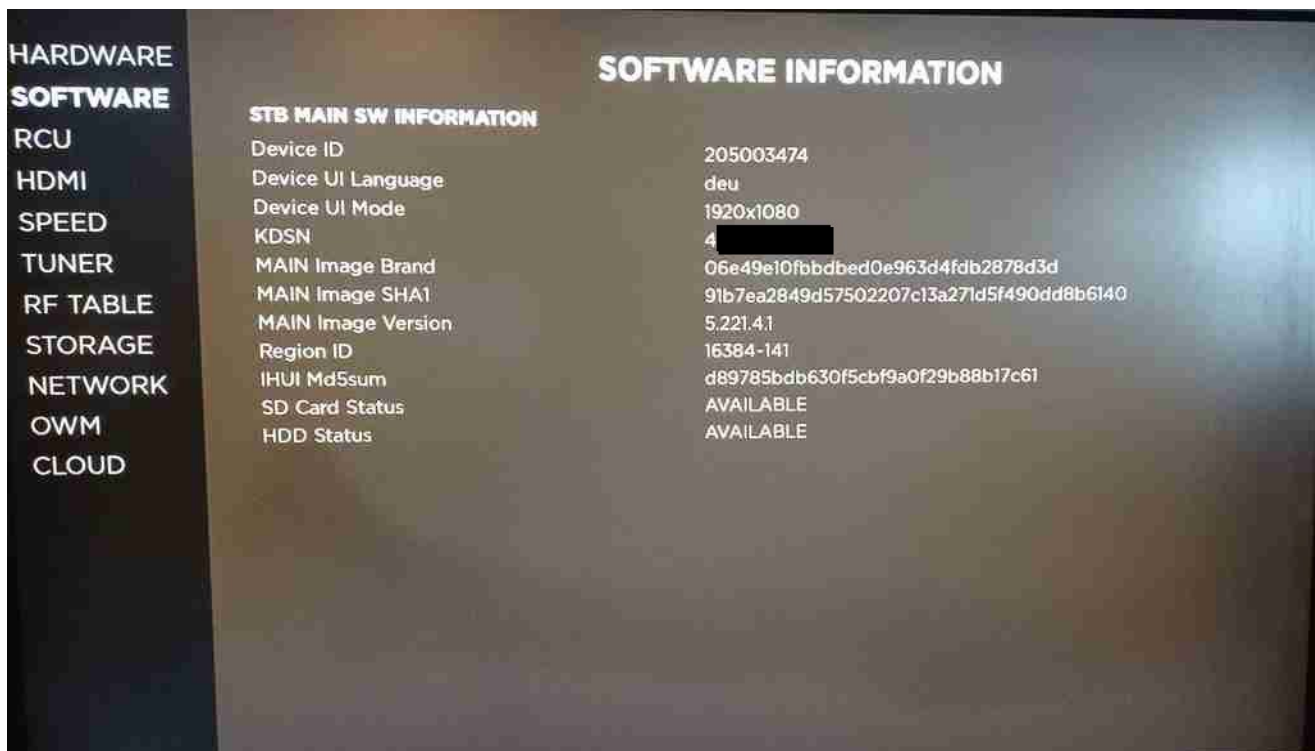 HARDWARE
SOFTWARE
RCU
HDMI
SPEED
TUNER
RF TABLE
STORAGE
NETWORK
OWM
CLOUD
SOFTWARE INFORMATION
STB MAIN SW INFORMATION
Device ID 205003474
Device UI Language deu
Device UI Mode 1920x1080
KDSN 4
MAIN Image Brand 06e49e10fbbdbed0e963d4fdb2878d3d
MAIN Image SHA1 91b7ea2849d57502207c13a271d5f490dd8b6140
MAIN Image Version 5.221.4.1
Region ID 16384-141
IHUI Md5sum d89785bdb630f5cbf9a0f29b88b17c61
SD Card Status AVAILABLE
HDD Status AVAILABLE